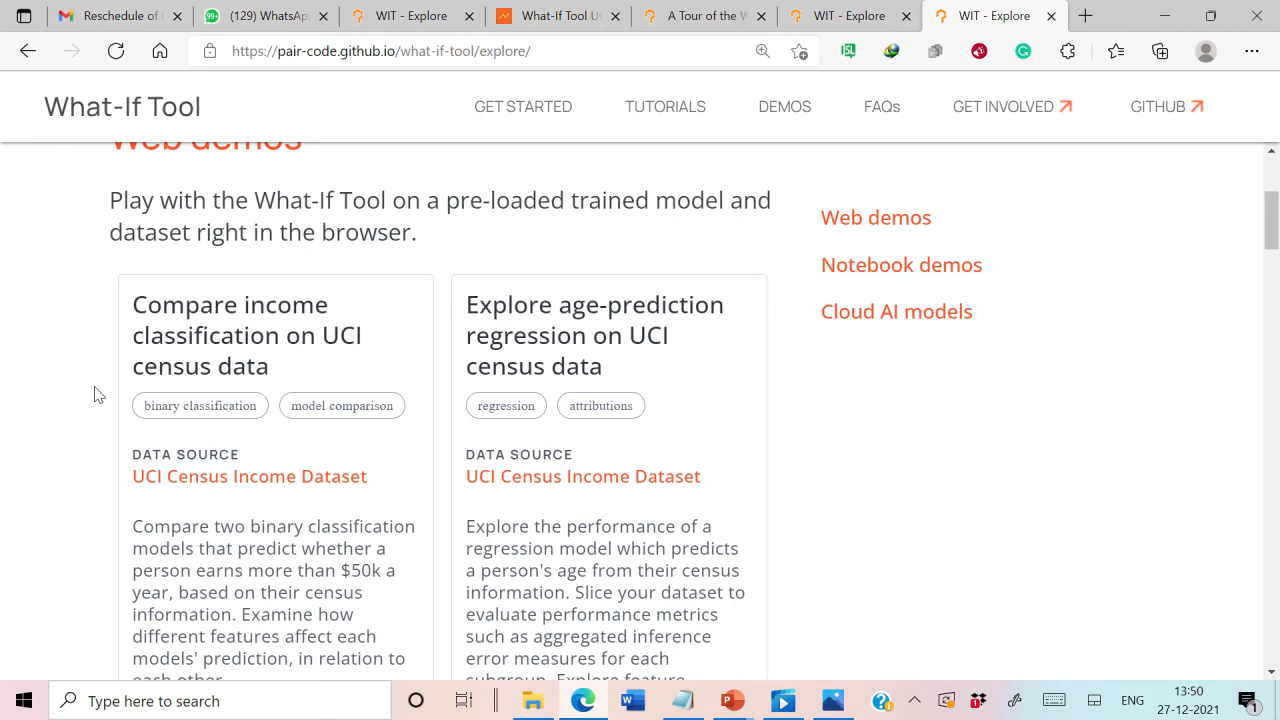 99+
WIT Explore
WIT Explore
A Tour of the W
WIT Explore
https://pair-code.github.io/what-if-tool/explore/
What-If Tool
GET STARTED
TUTORIALS
DEMOS
FAQs
GET INVOLVED
GITHUB
Web demos
Play with the What-If Tool on a pre-loaded trained model and
dataset right in the browser.
Compare income
classification on UCI
census data
binary classification
model comparison
DATA SOURCE
UCI Census Income Dataset
Compare two binary classification
models that predict whether a
person earns more than $50k a
year, based on their census
information. Examine how
different features affect each
models' prediction, in relation to
each other.
Explore age-prediction
regression on UCI
census data
regression
attributions
DATA SOURCE
UCI Census Income Dataset
Explore the performance of a
regression model which predicts
a person's age from their census
information. Slice your dataset to
evaluate performance metrics
such as aggregated inference
error measures for each
subgroup. Explore feature
Web demos
Notebook demos
Cloud AI models
Type here to search
ENG
13:50
27-12-2021